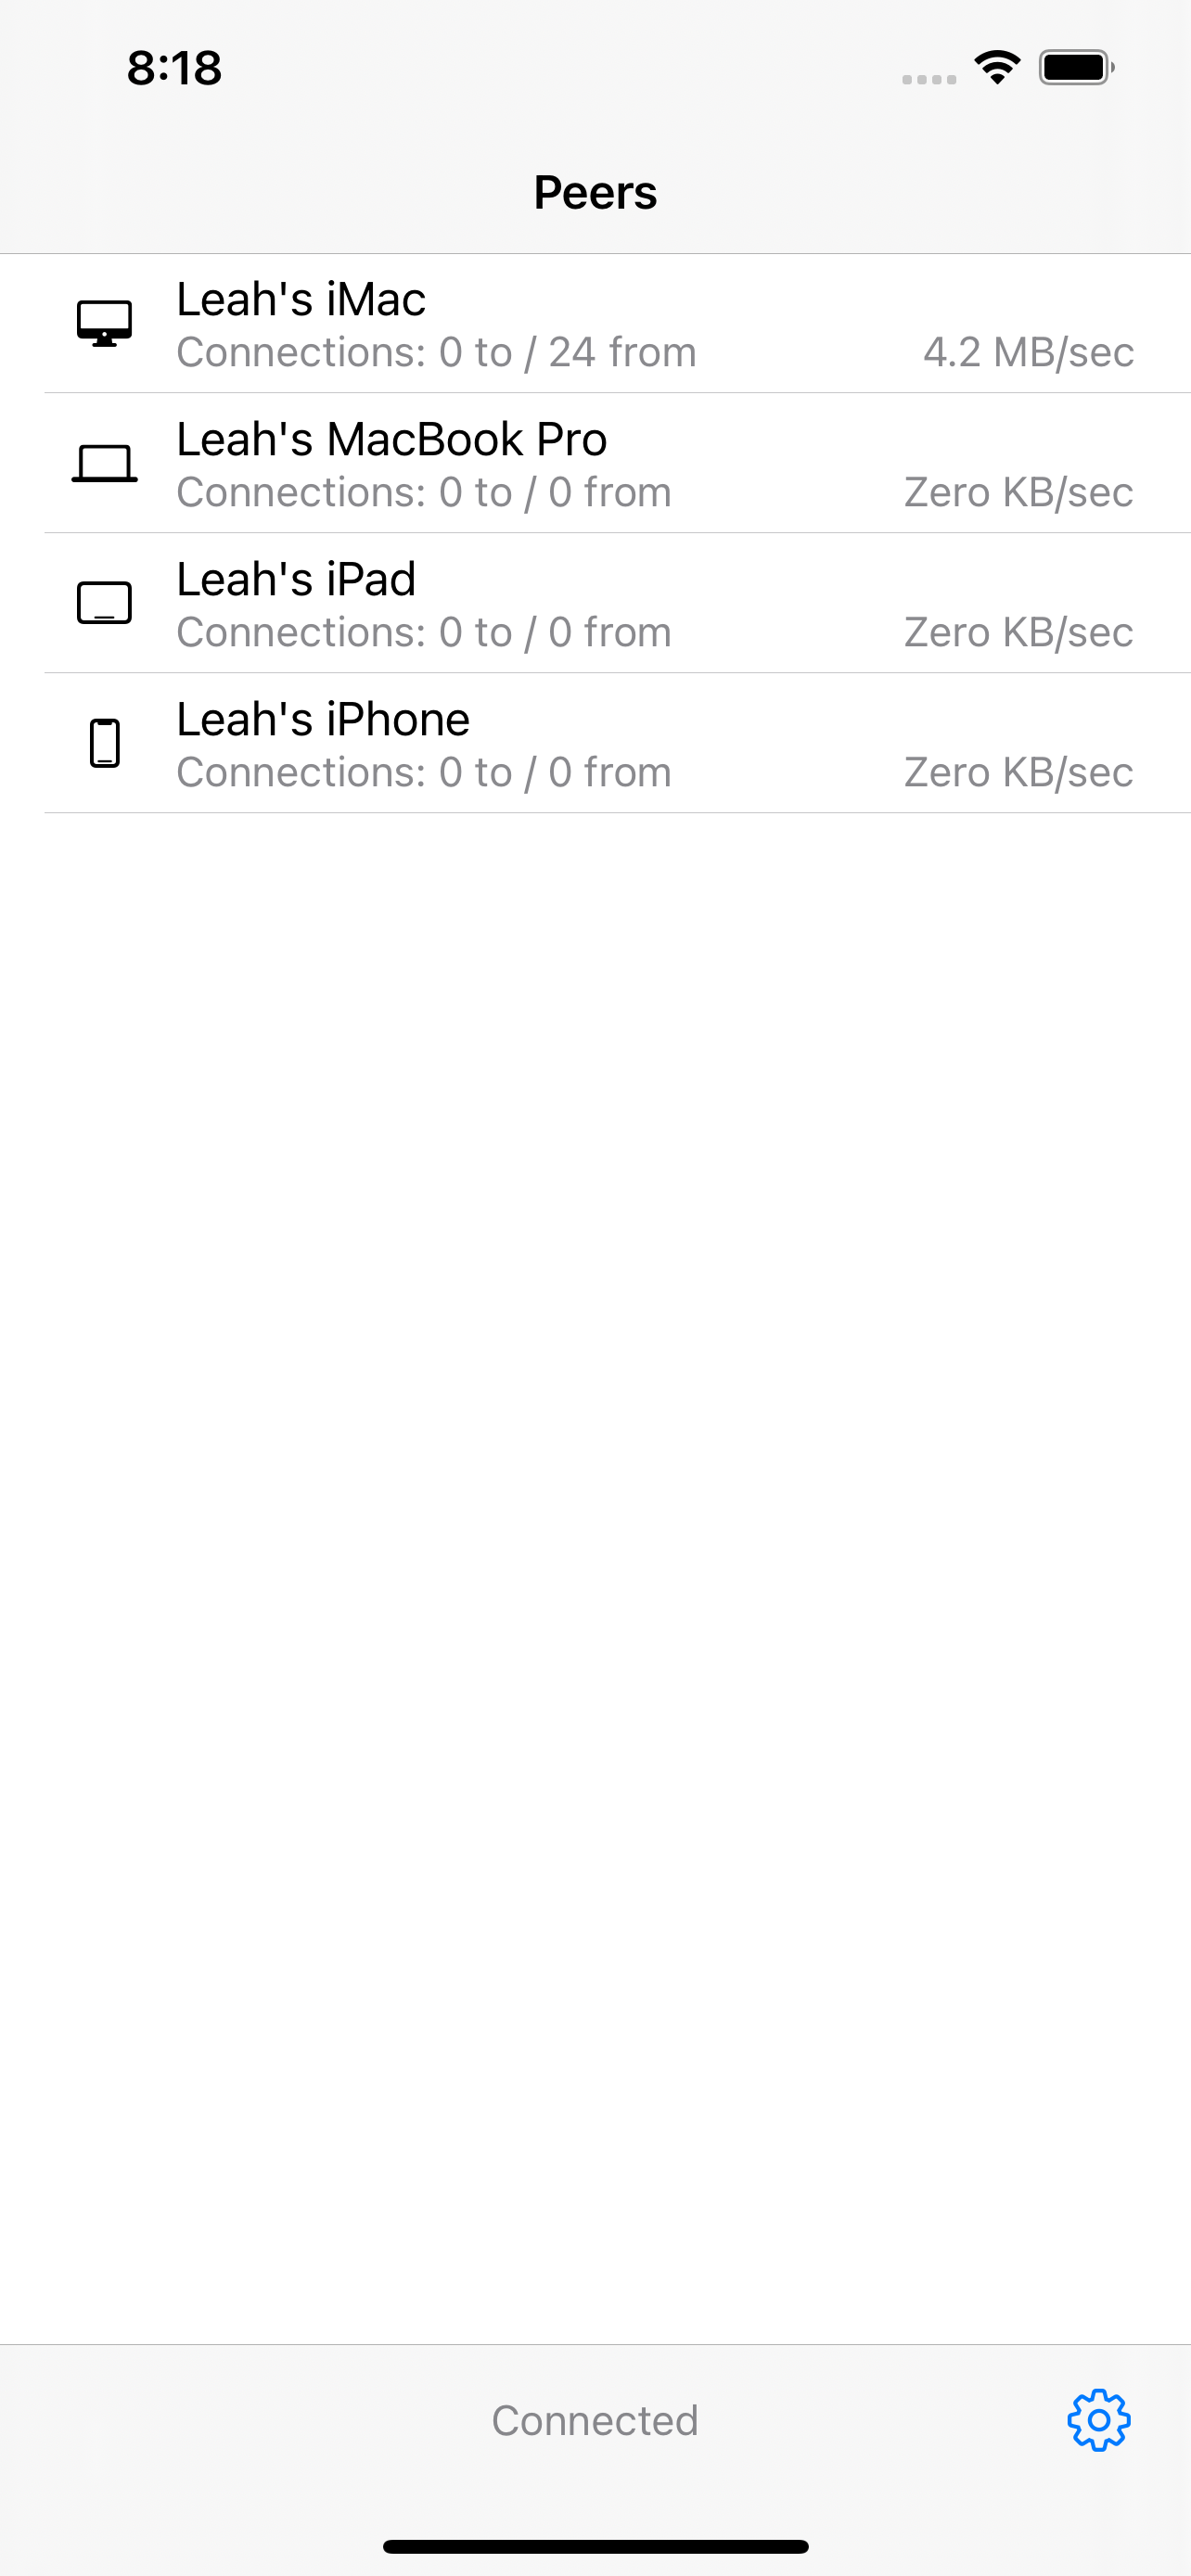 8:18
Peers
Leah's iMac
Connections: 0 to / 24 from 4.2 MB/sec
Leah's MacBook Pro
Connections: 0 to / 0 from Zero KB/sec
Leah's iPad
Connections: 0 to / 0 from Zero KB/sec
Leah's iPhone
Connections: 0 to / 0 from Zero KB/sec
Connected